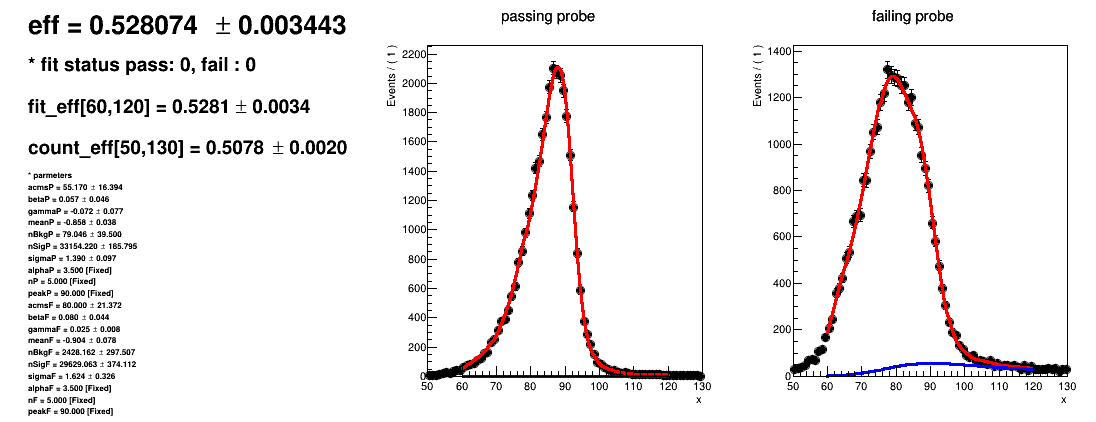 eff = 0.528074 ± 0.003443
* fit status pass: 0, fail : 0
fit_eff[60,120] = 0.5281 ± 0.0034
count_eff[50,130] = 0.5078 ± 0.0020
* parmeters
acmsP = 55.170 ± 16.394
betaP = 0.057 ± 0.046
gammaP = -0.072 ± 0.077
meanP = -0.858 ± 0.038
nBkgP = 79.046 ± 39.500
nSigP = 33154.220 ± 185.795
sigmaP = 1.390 ± 0.097
alphaP = 3.500 [Fixed]
nP = 5.000 [Fixed]
peakP = 90.000 [Fixed]
acmsF = 80.000 ± 21.372
betaF = 0.080 ± 0.044
gammaF = 0.025 ± 0.008
meanF = -0.904 ± 0.078
nBkgF = 2428.162 ± 297.507
nSigF = 29629.063 ± 374.112
sigmaF = 1.624 ± 0.326
alphaF = 3.500 [Fixed]
nF = 5.000 [Fixed]
peakF = 90.000 [Fixed]
passing probe
Events / ( 1 )
2200
2000
1800
1600
1400
1200
1000
800
600
400
200
0
50 60 70 80 90 100 110 120 130
x
failing probe
Events / ( 1 )
1400
1200
1000
800
600
400
200
0
50 60 70 80 90 100 110 120 130
x